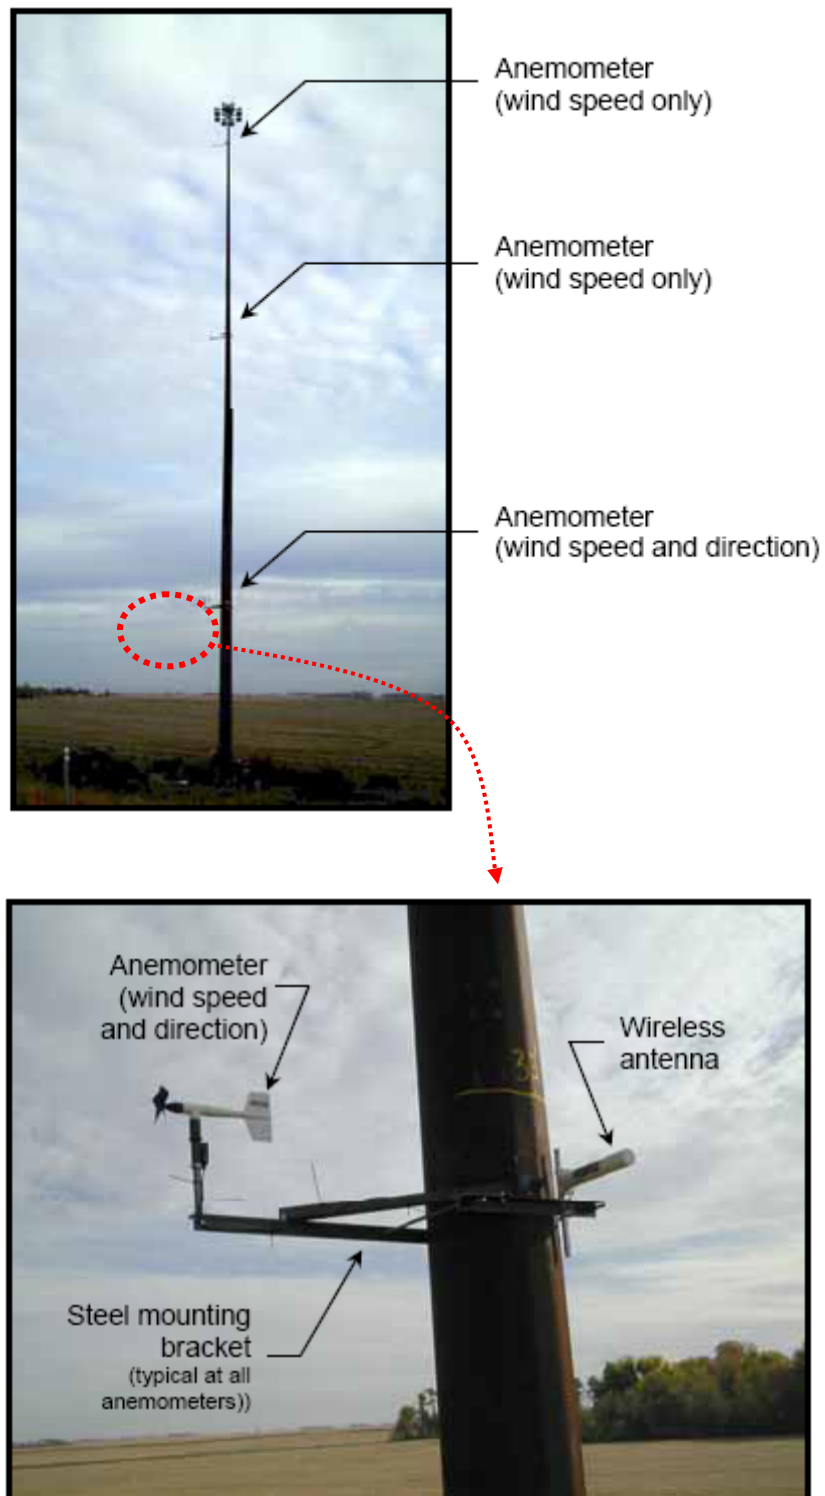 Anemometer
(wind speed only)
Anemometer
(wind speed only)
Anemometer
(wind speed and direction)
Anemometer
(wind speed
and direction)
Wireless
antenna
Steel mounting
bracket
(typical at all
anemometers))